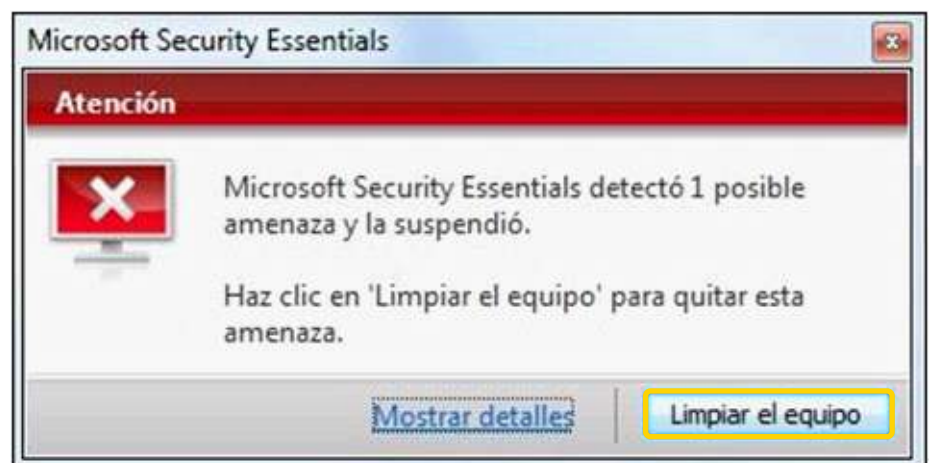 Microsoft Security Essentials
Atención
Microsoft Security Essentials detectó 1 posible
amenaza y la suspendió.
Haz clic en 'Limpiar el equipo' para quitar esta
amenaza.
Mostrar detalles
Limpiar el equipo